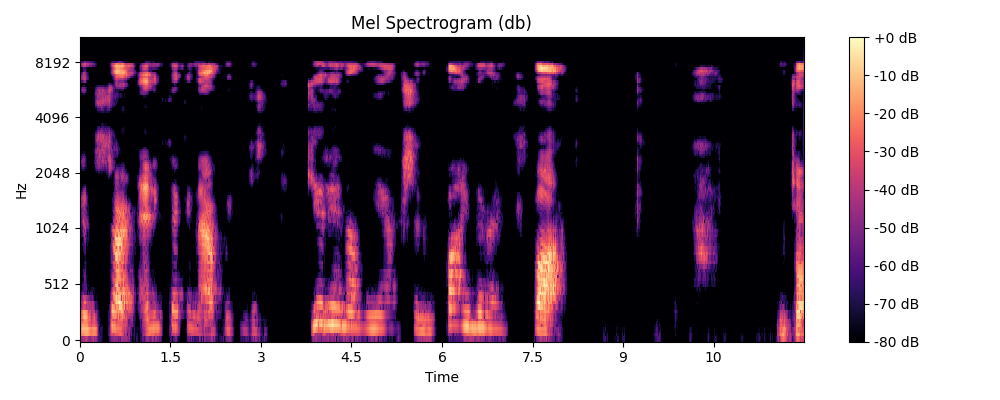 Mel Spectrogram (db)
8192
4096
2048
1024
512
0
Hz
0 1.5 3 4.5 6 7.5 9 10
Time
+0 dB
-10 dB
-20 dB
-30 dB
-40 dB
-50 dB
-60 dB
-70 dB
-80 dB